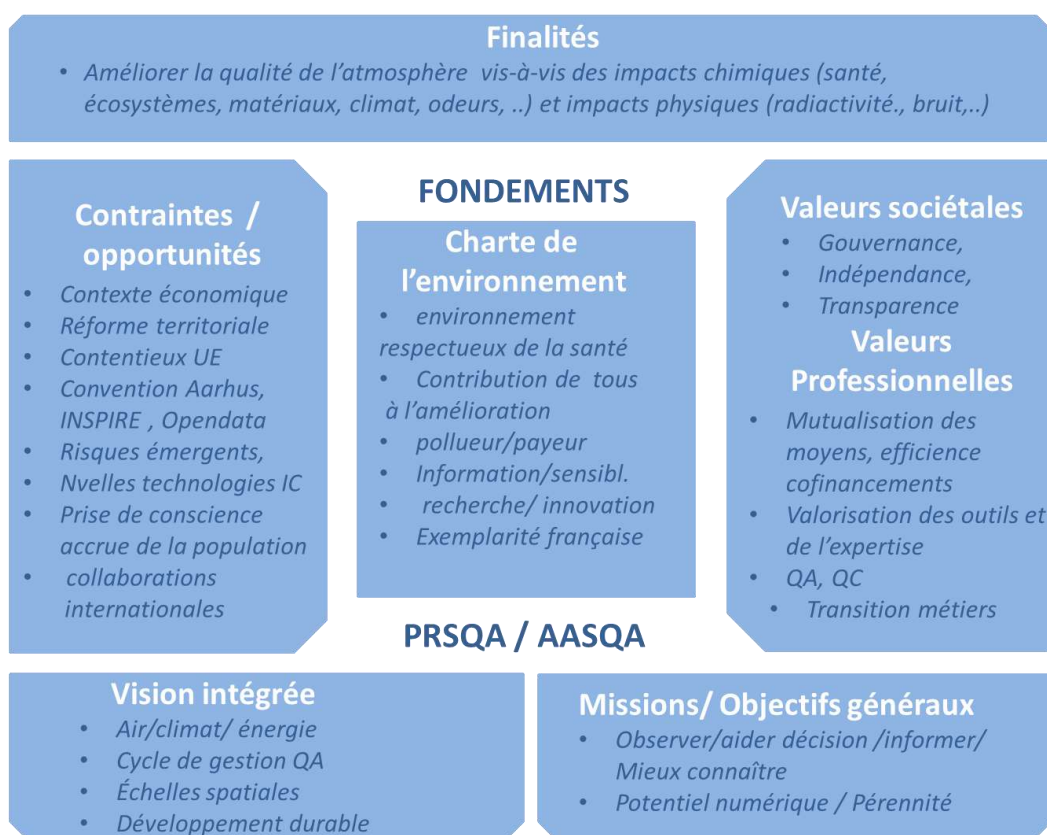 Finalités
• Améliorer la qualité de l'atmosphère vis-à-vis des impacts chimiques (santé,
écosystèmes, matériaux, climat, odeurs, ..) et impacts physiques (radiactivité., bruit,..)
Contraintes /
opportunités
• Contexte économique
• Réforme territoriale
• Contentieux UE
• Convention Aarhus,
INSPIRE , Opendata
• Risques émergents,
• Nvelles technologies IC
• Prise de conscience
accrue de la population
• collaborations
internationales
FONDEMENTS
Charte de
l'environnement
• environnement
respectueux de la santé
• Contribution de tous
à l'amélioration
• pollueur/payeur
• Information/sensibl.
• recherche/ innovation
• Exemplarité française
PRSQA / AASQA
Valeurs sociétales
• Gouvernance,
• Indépendance,
• Transparence
Valeurs
Professionnelles
• Mutualisation des
moyens, efficience
cofinancements
• Valorisation des outils et
de l'expertise
• QA, QC
• Transition métiers
Vision intégrée
• Air/climat/ énergie
• Cycle de gestion QA
• Échelles spatiales
• Développement durable
Missions/ Objectifs généraux
• Observer/aider décision /informer/
Mieux connaître
• Potentiel numérique / Pérennité